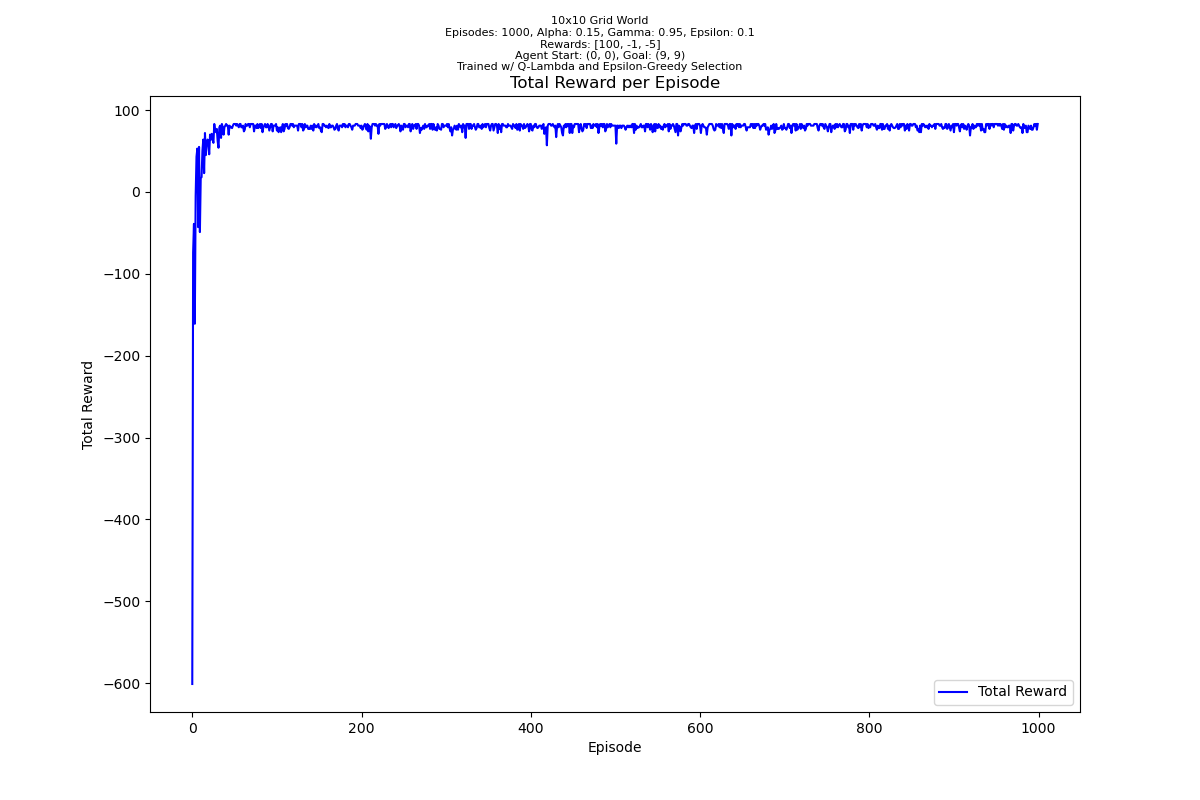 10x10 Grid World
Episodes: 1000, Alpha: 0.15, Gamma: 0.95, Epsilon: 0.1
Rewards: [100, -1, -5]
Agent Start: (0, 0), Goal: (9, 9)
Trained w/ Q-Lambda and Epsilon-Greedy Selection
Total Reward per Episode
100
0
−100
−200
−300
−400
−500
−600
Total Reward
Total Reward
0
200
400
600
800
1000
Episode